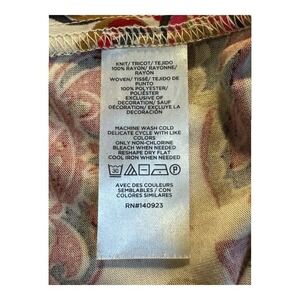 KNIT/ TRICOT/ TEJIDO
100% RAYON/ RAYONNE/
RAYÓN
WOVEN/ TISSÉ/ TEJIDO DE
PUNTO
100% POLYESTER/
POLIÉSTER
EXCLUSIVE OF
DECORATION/ SAUF
DÉCORATION/ EXCLUYE LA
DECORACIÓN
MACHINE WASH COLD
DELICATE CYCLE WITH LIKE
COLORS
ONLY NON-CHLORINE
BLEACH WHEN NEEDED
RESHAPE DRY FLAT
COOL IRON WHEN NEEDED
30
AVEC DES COULEURS
SEMBLABLES / CON
COLORES SIMILARES
RN#140923